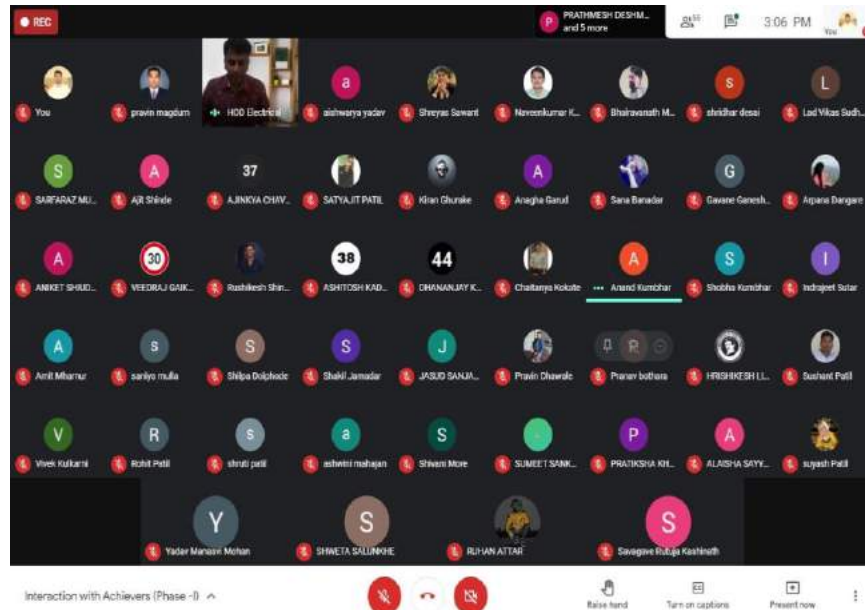 REC
PRATHMESH DESHM...
and 5 more
55
3:06 PM
You
a
s
L
You
pravin magdum
HOD Electrical
aishwarya yadav
Shreyas Sawant
Naveenkumar K...
Bhairavanath M...
shridhar desai
Lad Vikas Sudh...
S
A
37
A
G
SARFARAZ MU...
Ajit Shinde
AJINKYA CHAV...
SATYAJIT PATIL
Kiran Ghunake
Anagha Garud
Sana Banadar
Gavane Ganesh...
Arpana Dangare
A
30
38
44
A
S
I
ANIKET SHIUD...
VEEDRAJ GAIK...
Rushikesh Shin...
ASHITOSH KAD...
DHANANJAY K...
Chaitanya Kokate
Anand Kumbhar
Shobha Kumbhar
Indrajeet Sutar
A
s
S
S
J
R
Amit Mhamur
saniya mulla
Shilpa Dolphode
Shakil Jamadar
JASUD SANJA...
Pravin Dhawale
Pranav bothara
HRISHIKESH LI...
Sushant Patil
V
R
s
a
S
P
A
Vivek Kulkarni
Rohit Patil
shruti patil
ashwini mahajan
Shivani More
SUMEET SANK...
PRATIKSHA KH...
ALAISHA SAYY...
suyash Patil
Y
S
S
Yadav Manasvi Mohan
SHWETA SALUNKHE
RUHAN ATTAR
Savagave Rutuja Kashinath
Interaction with Achievers (Phase -I)
Raise hand
Turn on captions
Present now